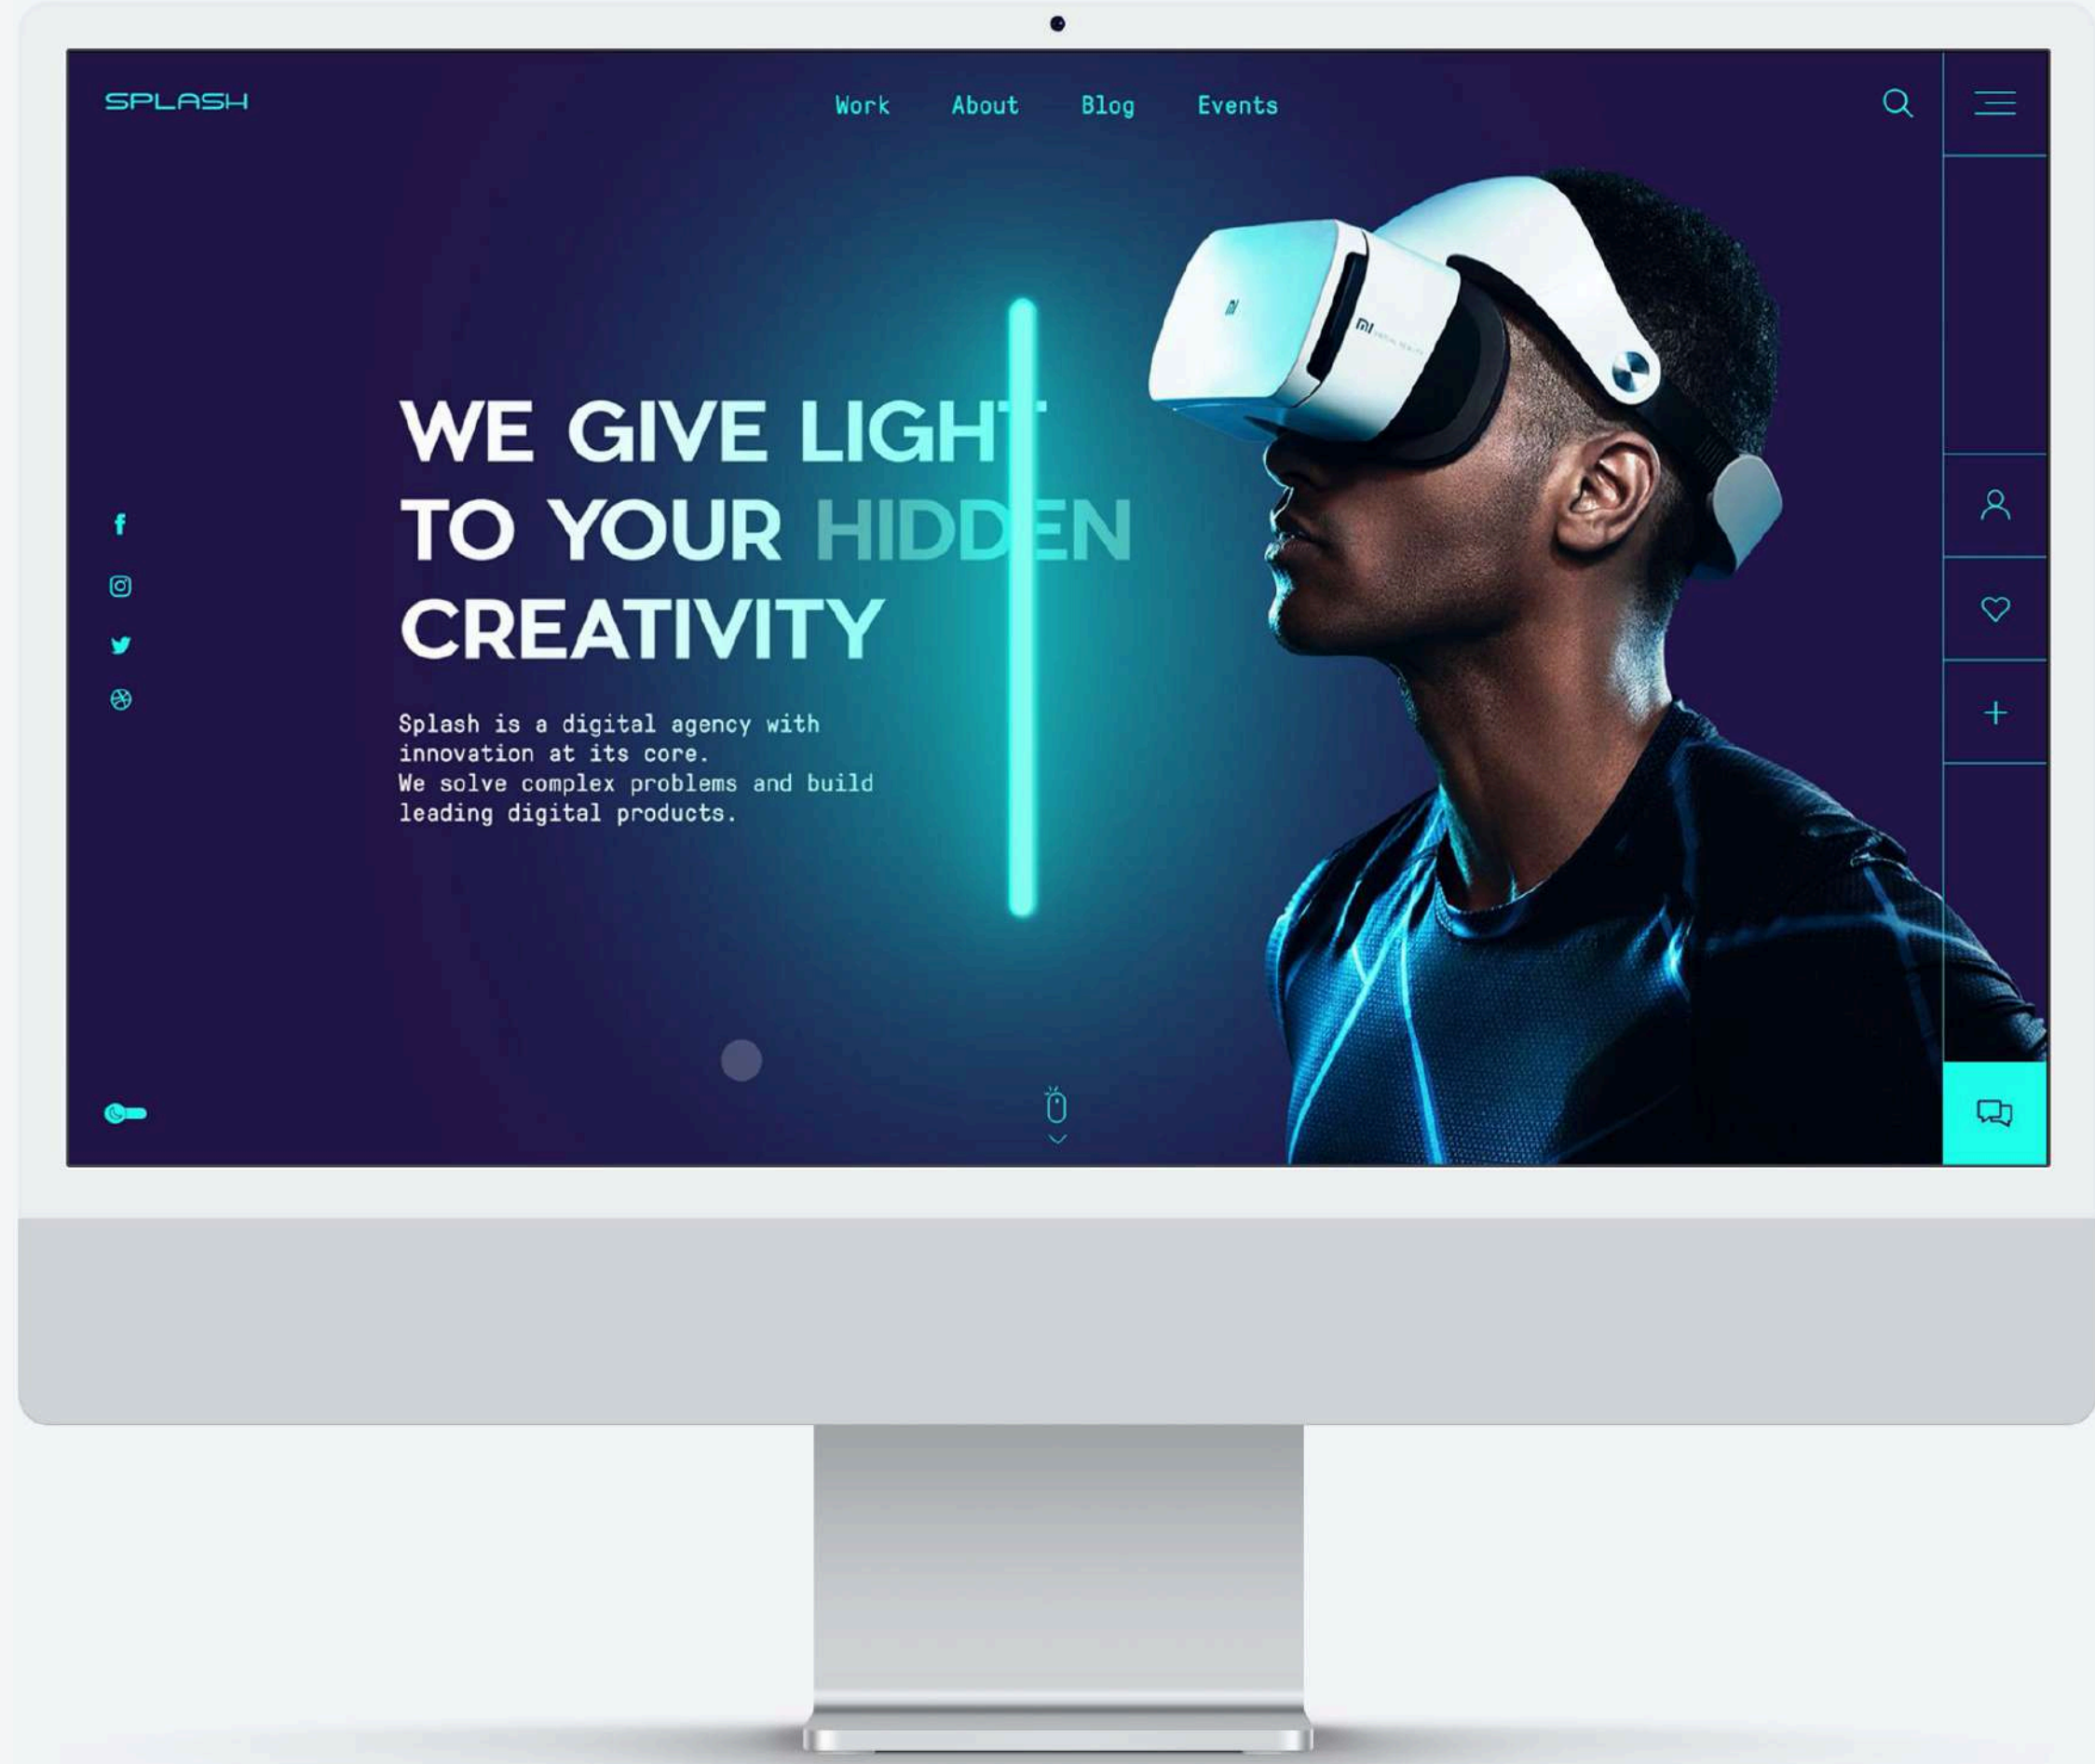 SPLASH
Work About Blog Events
WE GIVE LIGHT
TO YOUR HIDDEN
CREATIVITY
Splash is a digital agency with
innovation at its core.
We solve complex problems and build
leading digital products.
MI